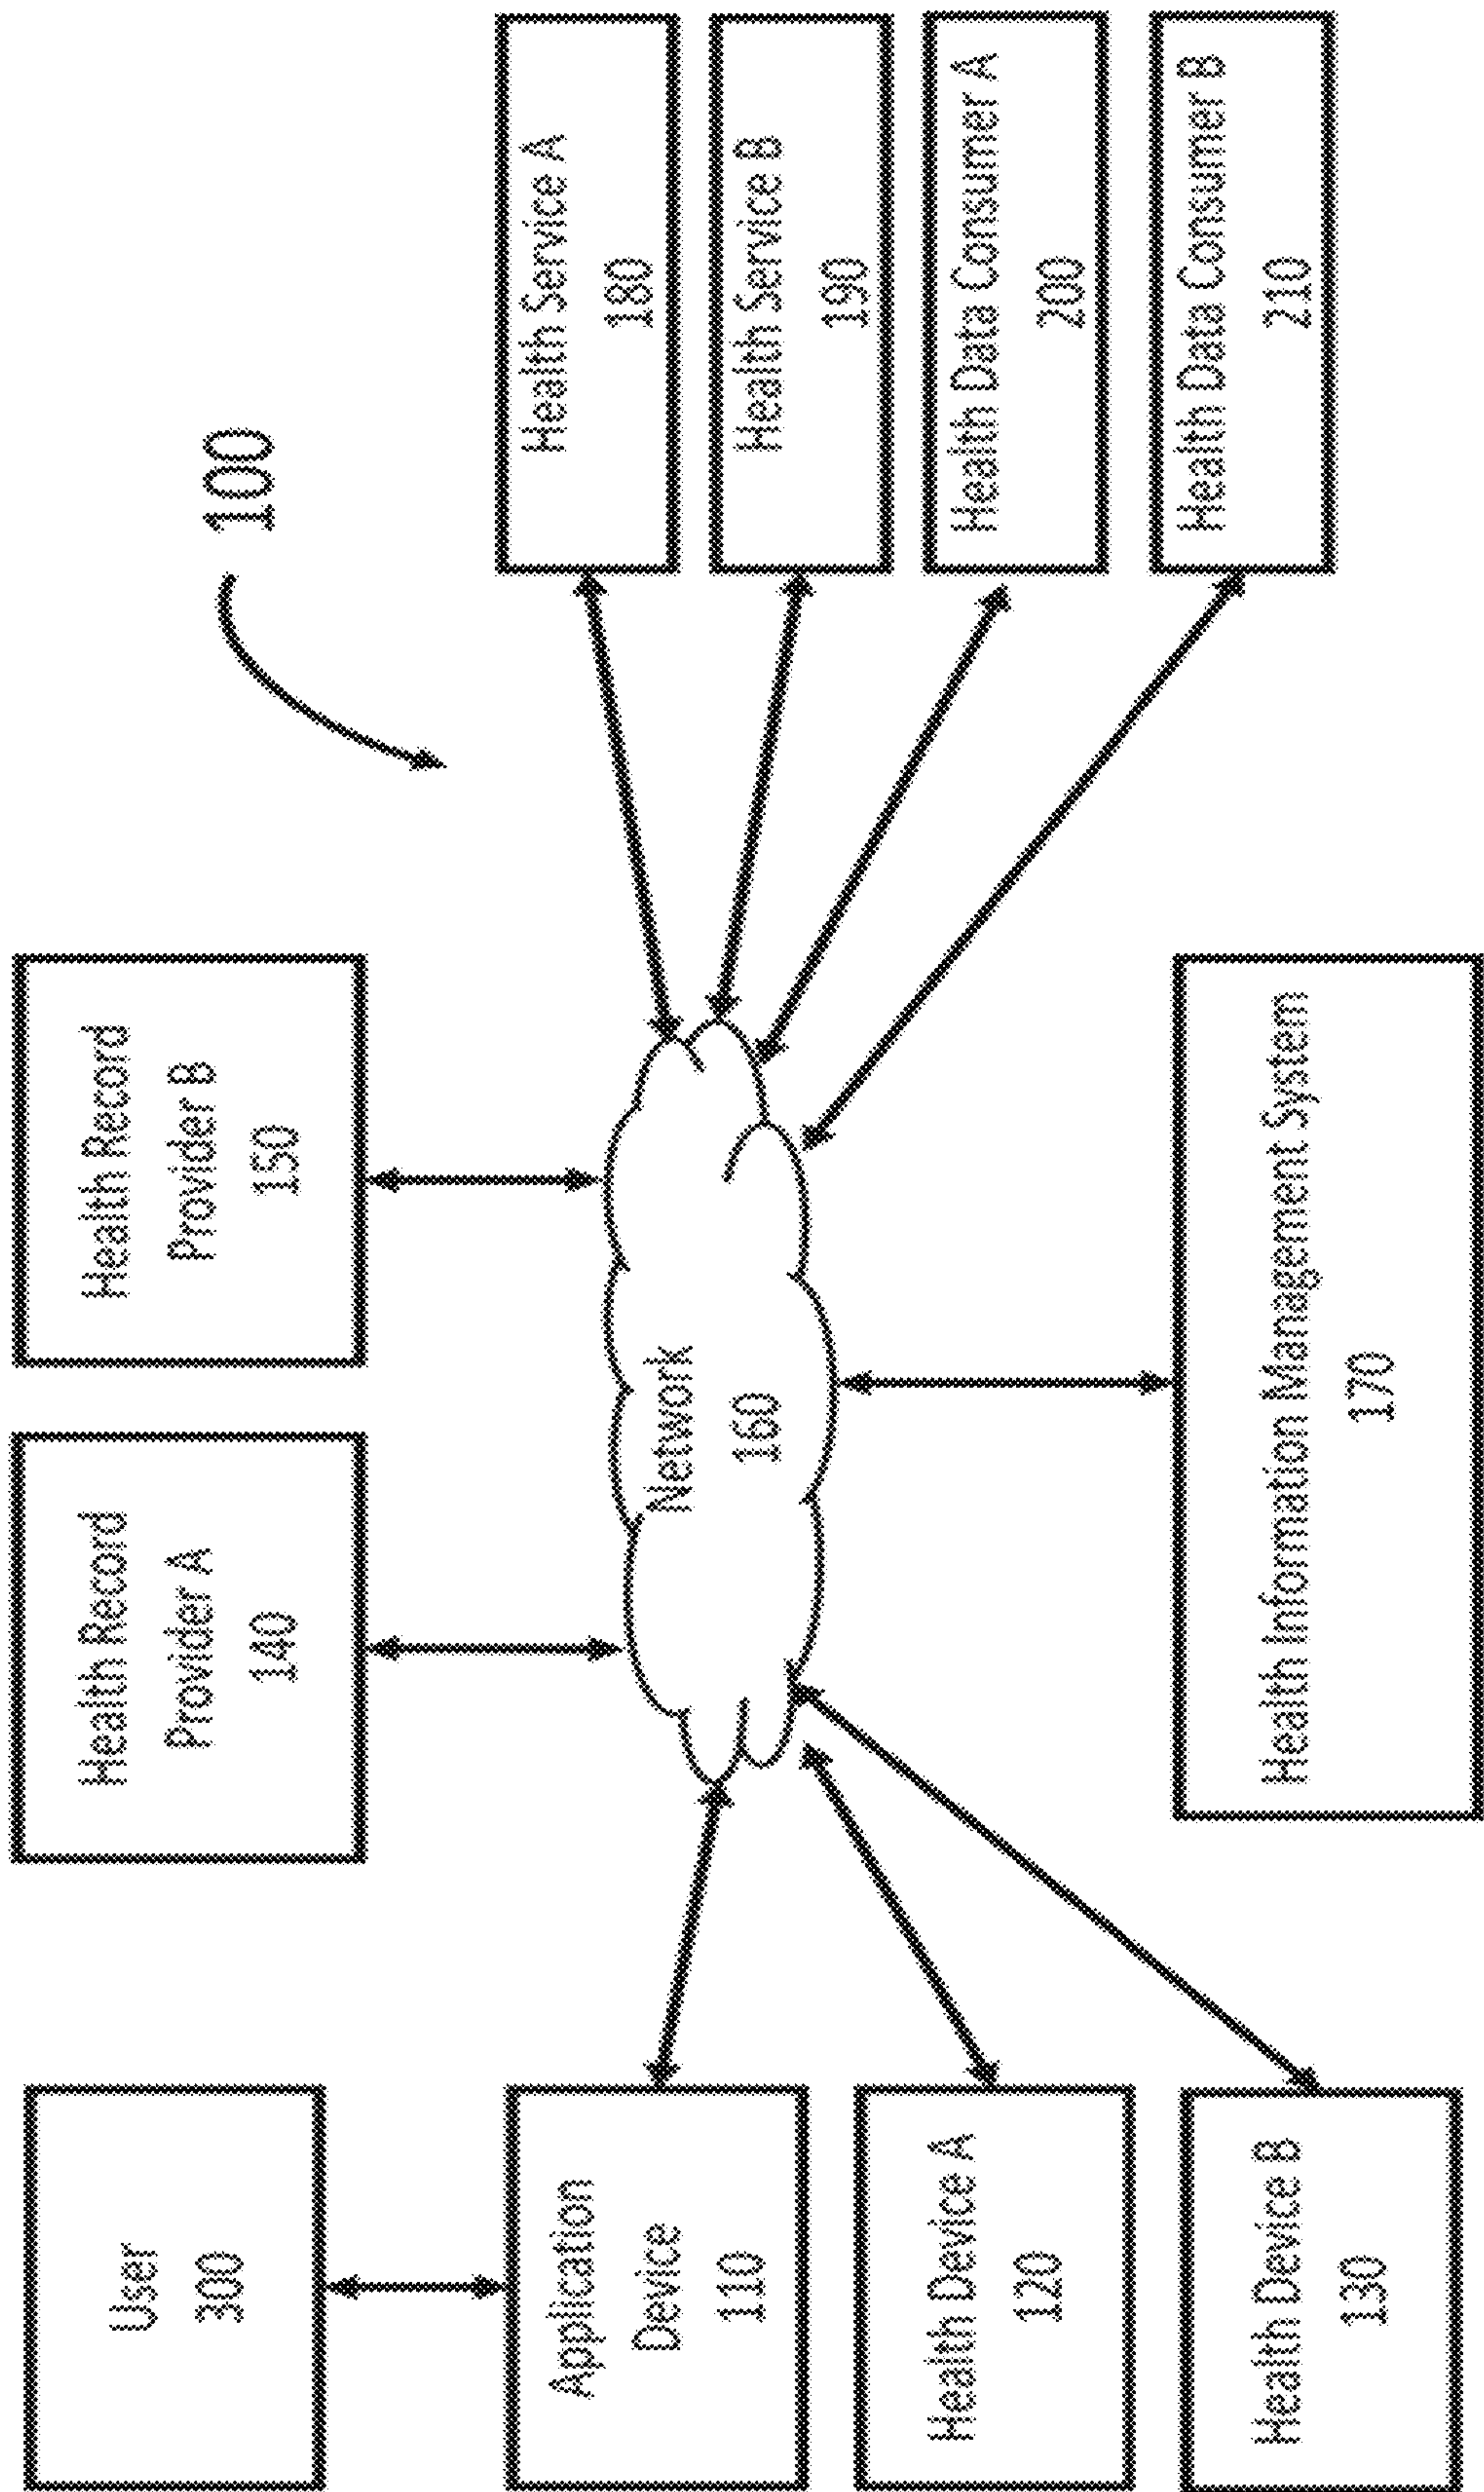 100
User
300
Application
Device
110
Health Device A
120
Health Device B
130
Health Record
Provider A
140
Health Record
Provider B
150
Network
160
Health Information Management System
170
Health Service A
180
Health Service B
190
Health Data Consumer A
200
Health Data Consumer B
210